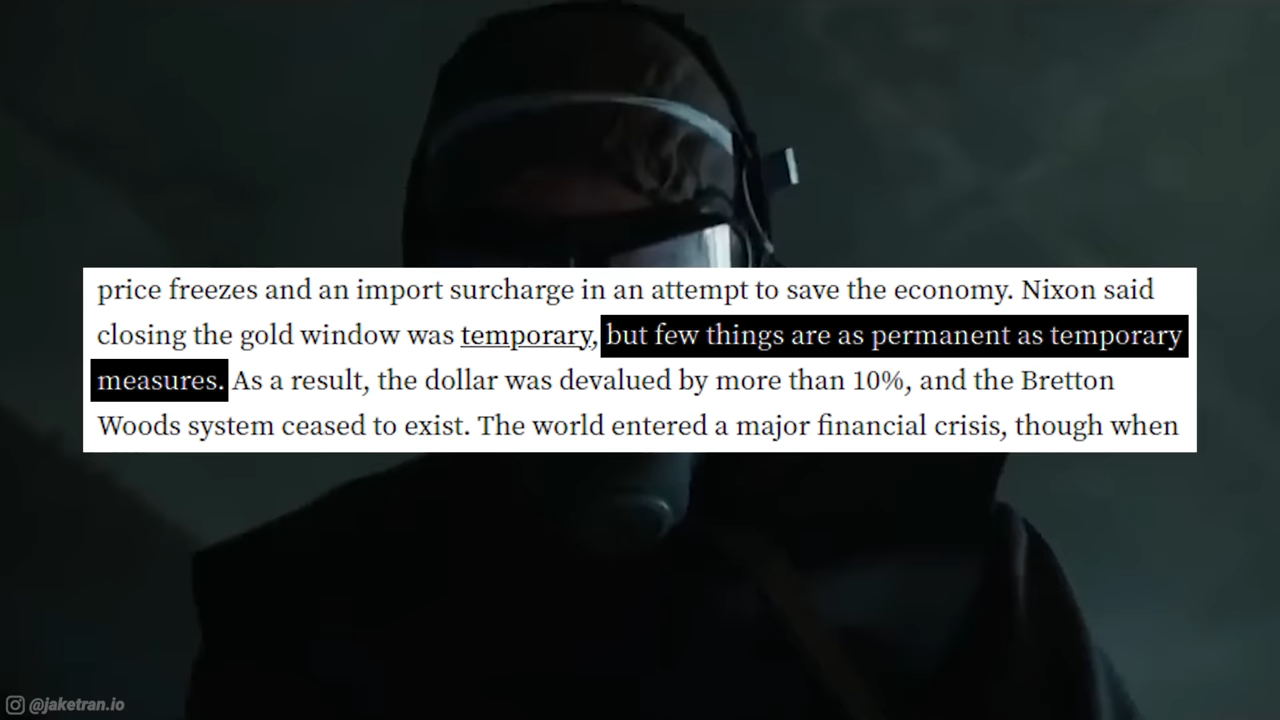 price freezes and an import surcharge in an attempt to save the economy. Nixon said
closing the gold window was temporary, but few things are as permanent as temporary
measures. As a result, the dollar was devalued by more than 10%, and the Bretton
Woods system ceased to exist. The world entered a major financial crisis, though when
@jaketran.io